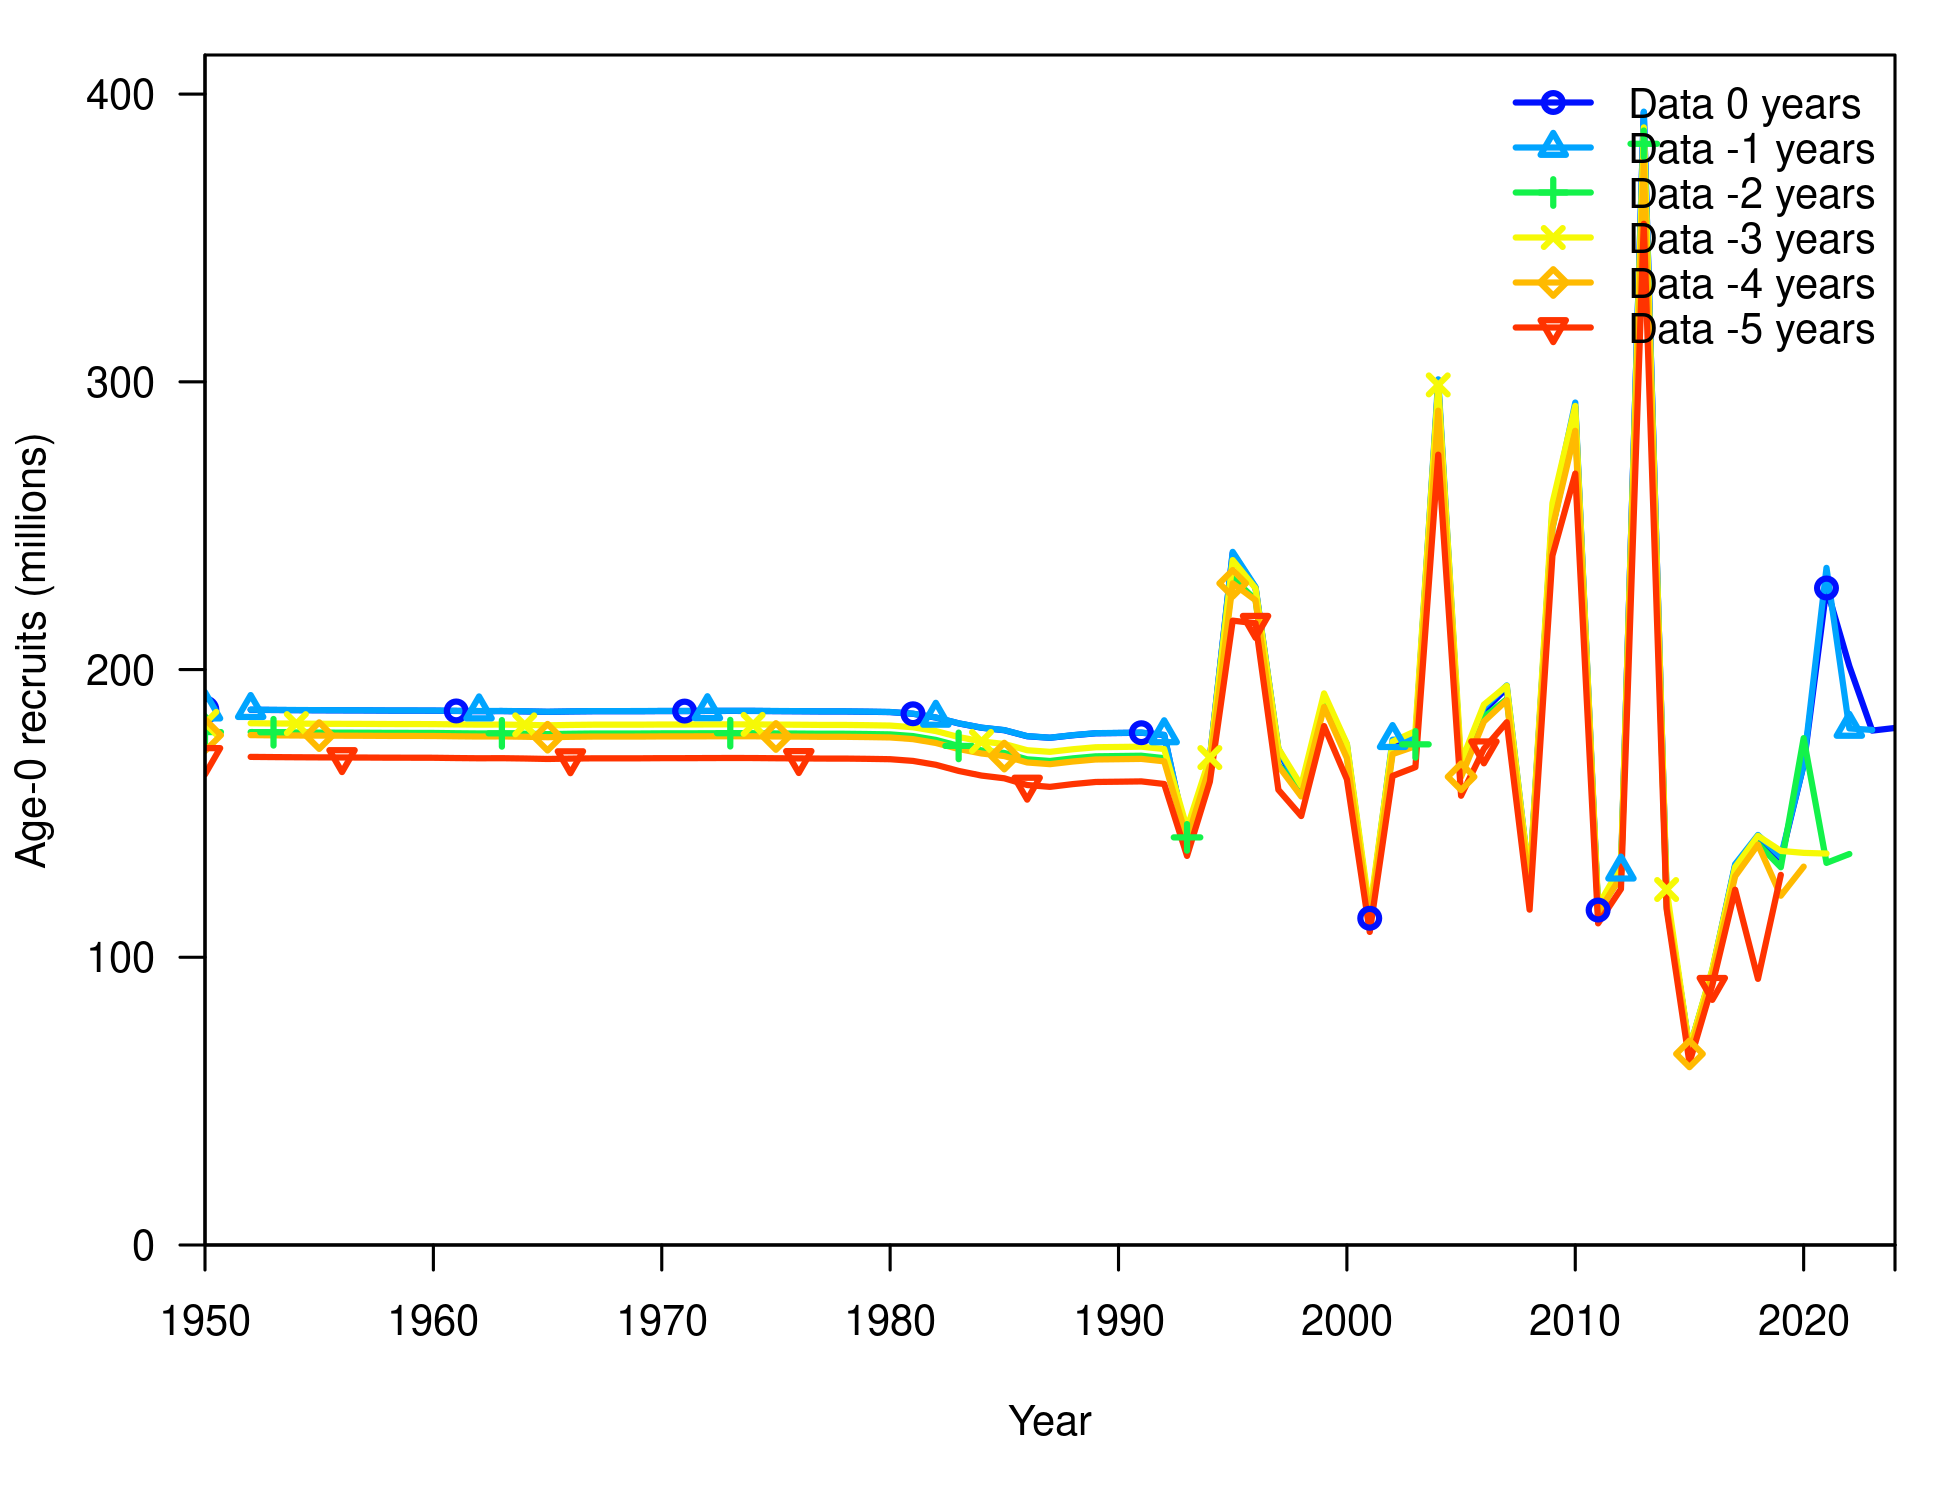 400
300
200
100
0
Age-0 recruits (millions)
Data 0 years
Data -1 years
Data -2 years
Data -3 years
Data -4 years
Data -5 years
1950 1960 1970 1980 1990 2000 2010 2020
Year